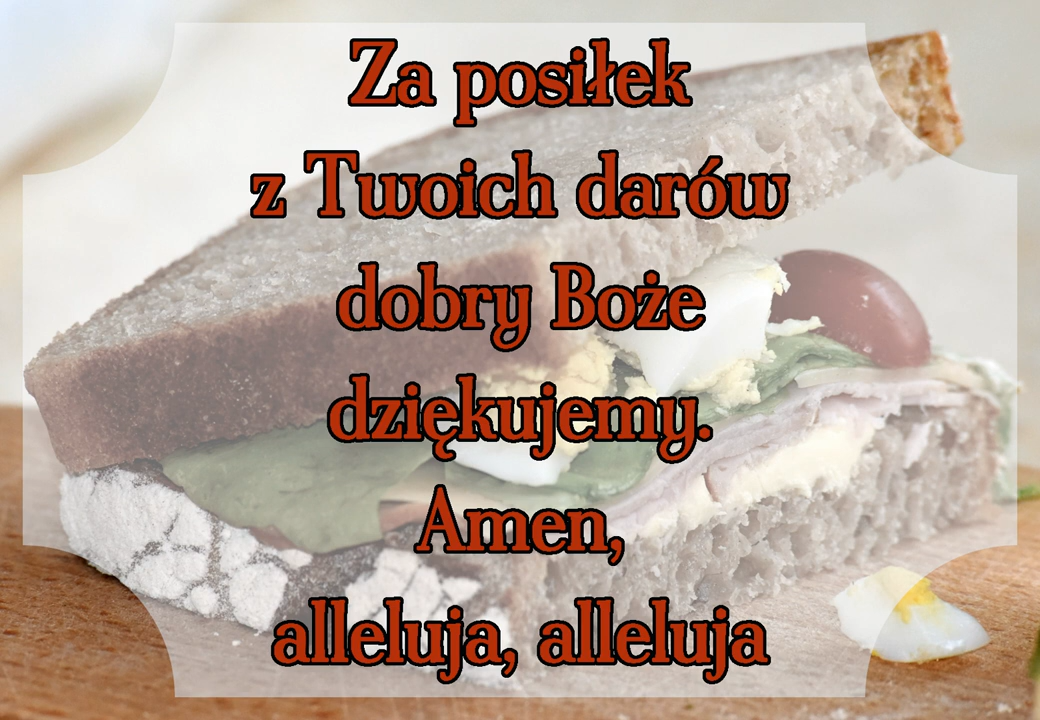 Za posiłek
z Twoich darów
dobry Boże
dziękujemy.
Amen,
alleluja, alleluja